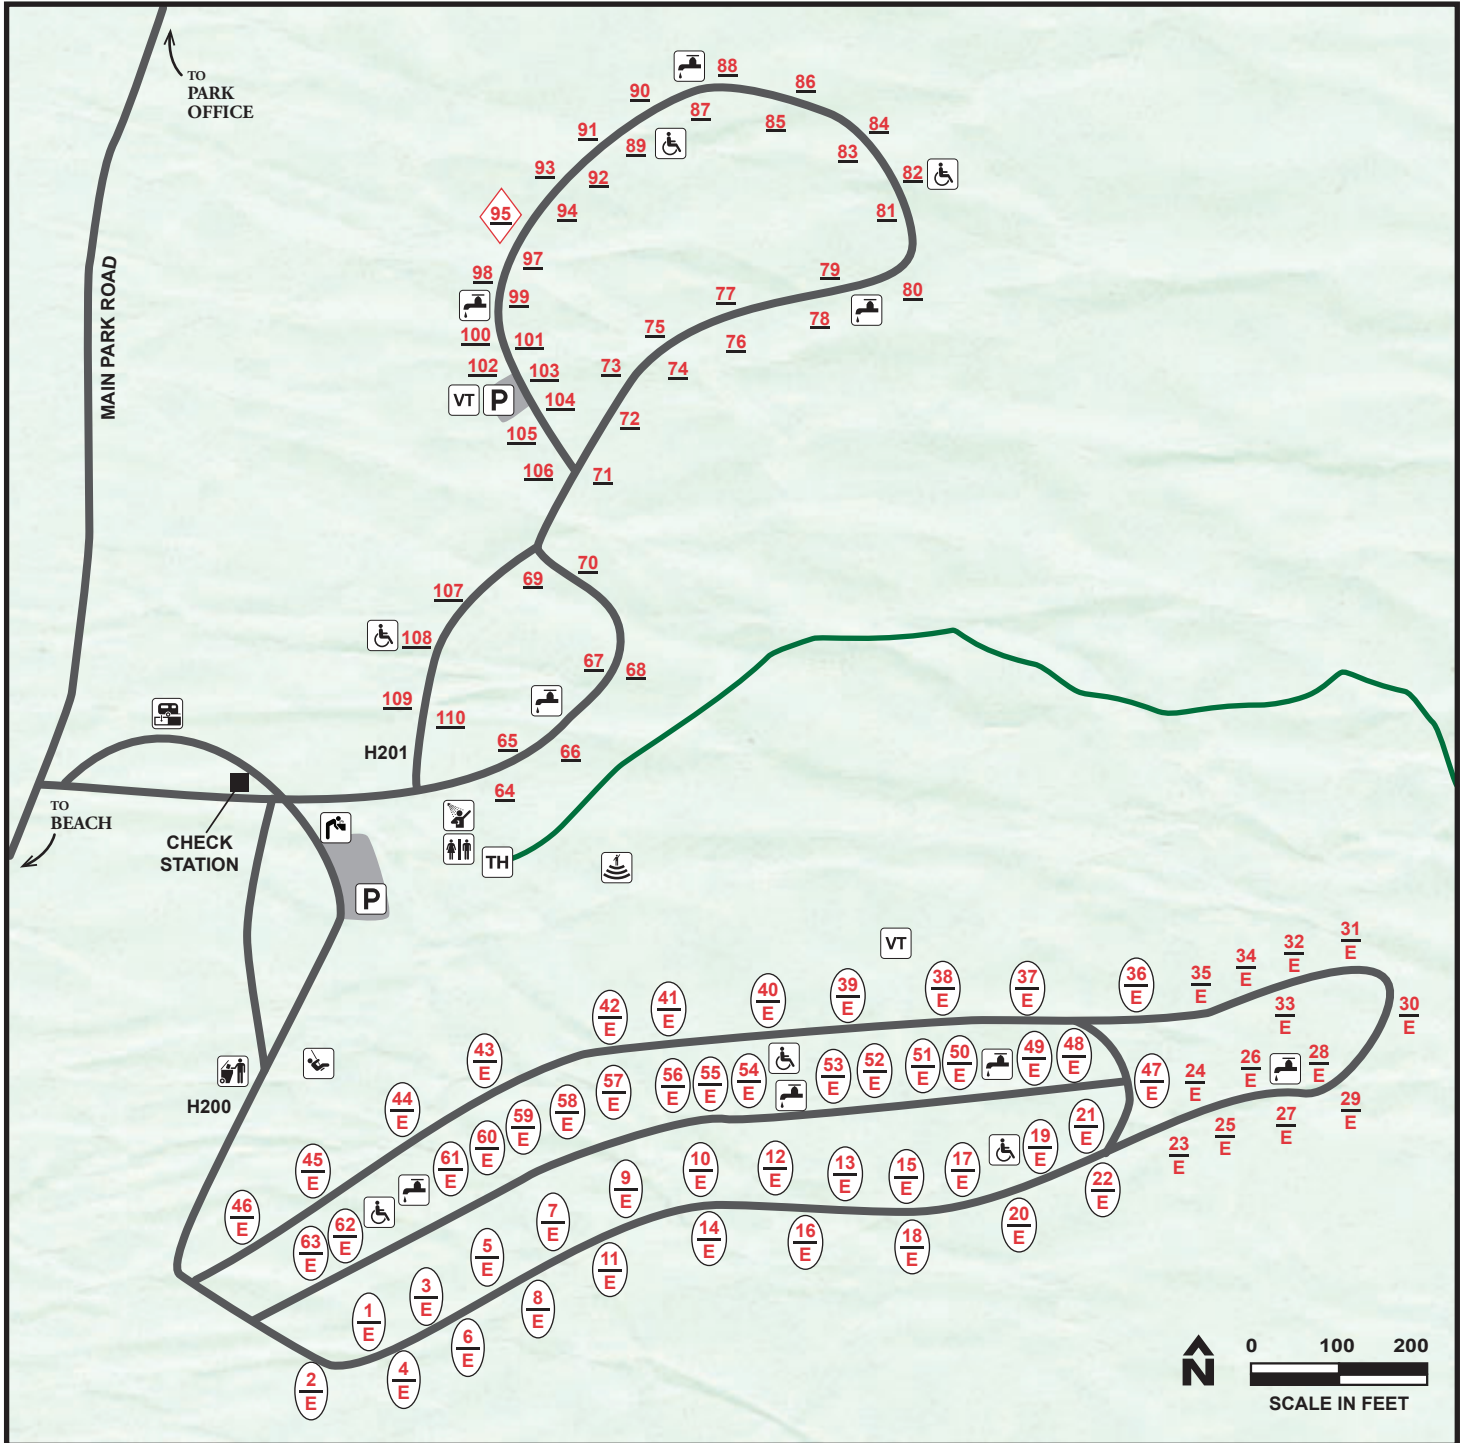 TO
PARK
OFFICE
MAIN PARK ROAD
88
86
90
87
85
84
91
89
83
93
92
82
95
94
81
97
98
79
99
80
77
78
100
101
75
76
102
103
73
74
VT
P
104
105
72
106
71
70
69
107
108
67
68
109
110
65
66
H201
64
TO
BEACH
CHECK
STATION
TH
P
VT
31
E
32
E
34
E
35
E
36
E
37
E
38
E
39
E
40
E
41
E
42
E
33
E
30
E
43
E
48
E
49
E
50
E
51
E
52
E
53
E
54
E
55
E
56
E
57
E
47
E
24
E
26
E
28
E
H200
44
E
58
E
59
E
60
E
61
E
21
E
19
E
23
E
25
E
27
E
29
E
45
E
46
E
62
E
63
E
9
E
10
E
12
E
13
E
15
E
17
E
22
E
7
E
5
E
11
E
14
E
16
E
18
E
20
E
3
E
1
E
8
E
6
E
4
E
2
E
N
0 100 200
SCALE IN FEET